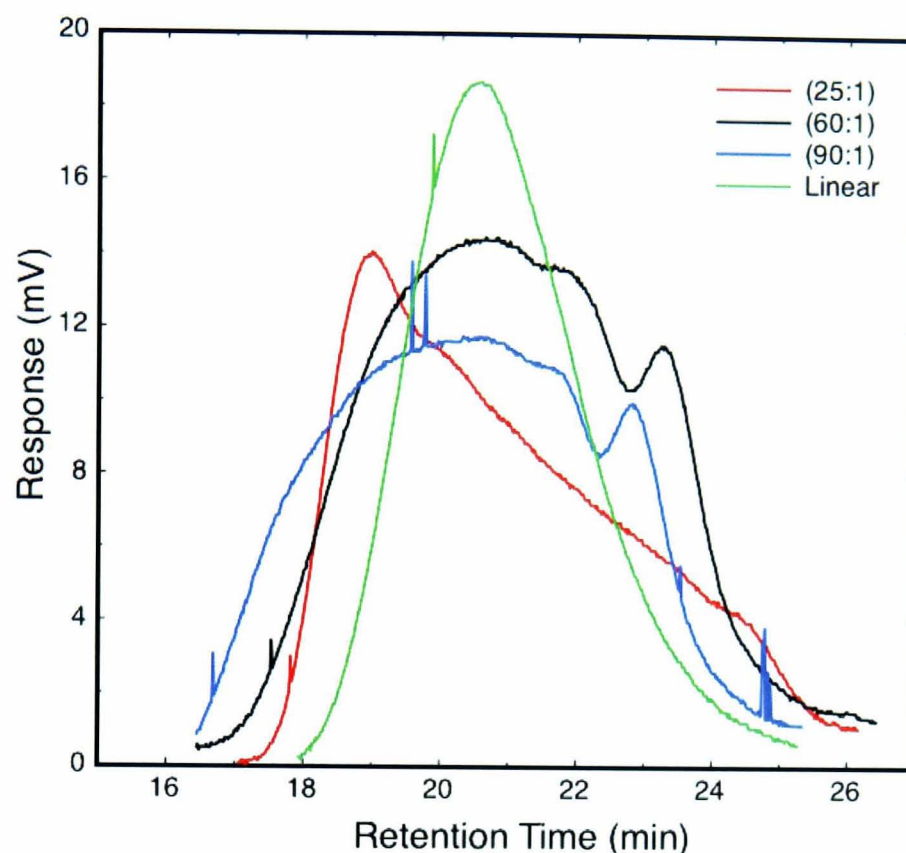 20
16
12
8
4
0
16 18 20 22 24 26
Response (mV)
Retention Time (min)
(25:1)
(60:1)
(90:1)
Linear